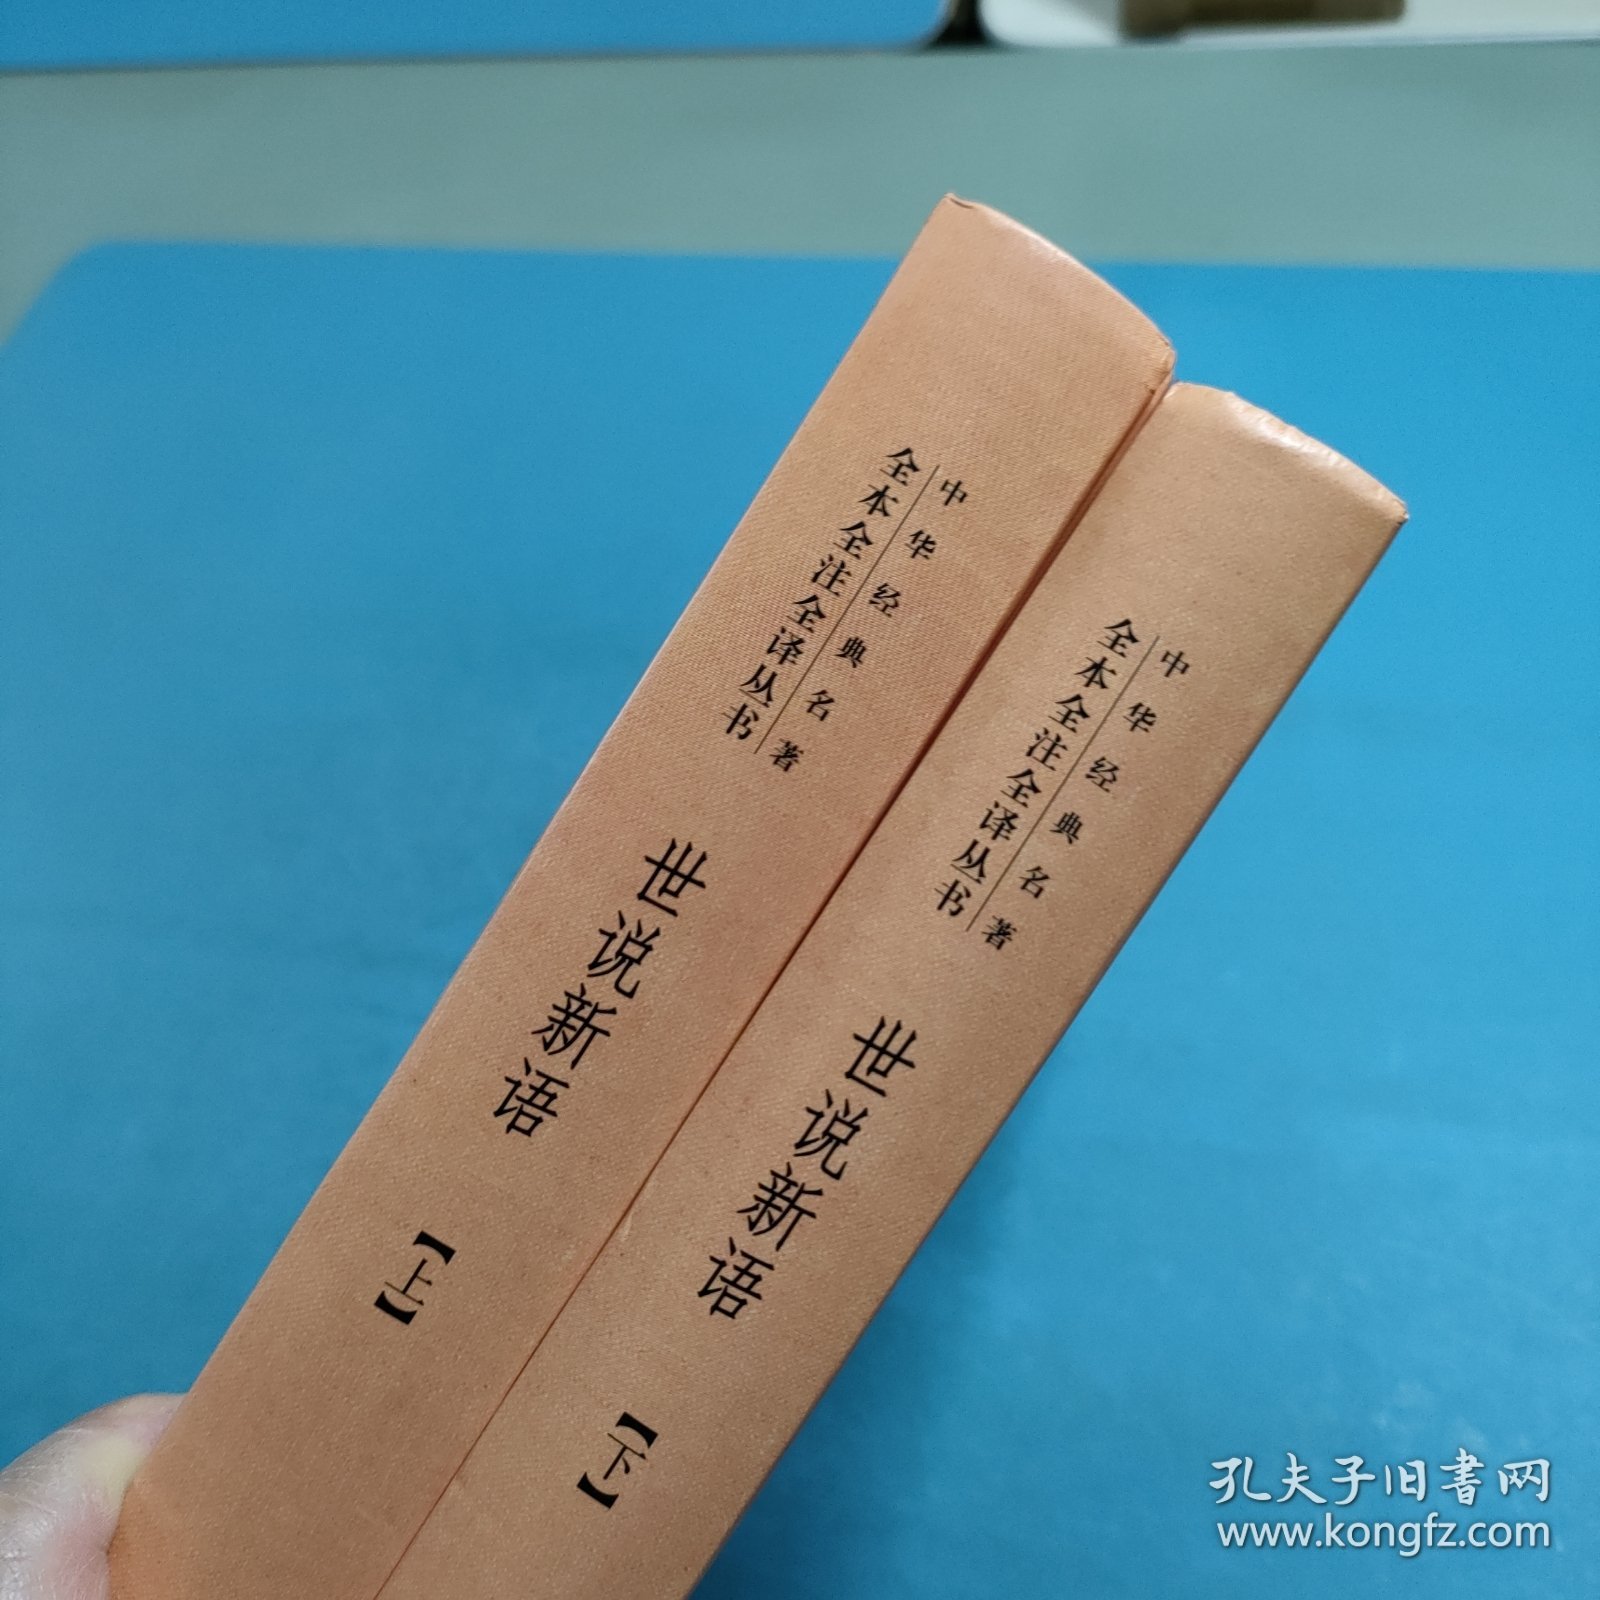 中华经典名著
全本全注全译丛书
世说新语
【上】
中华经典名著
全本全注全译丛书
世说新语
【下】
孔夫子旧书网
www.kongfz.com